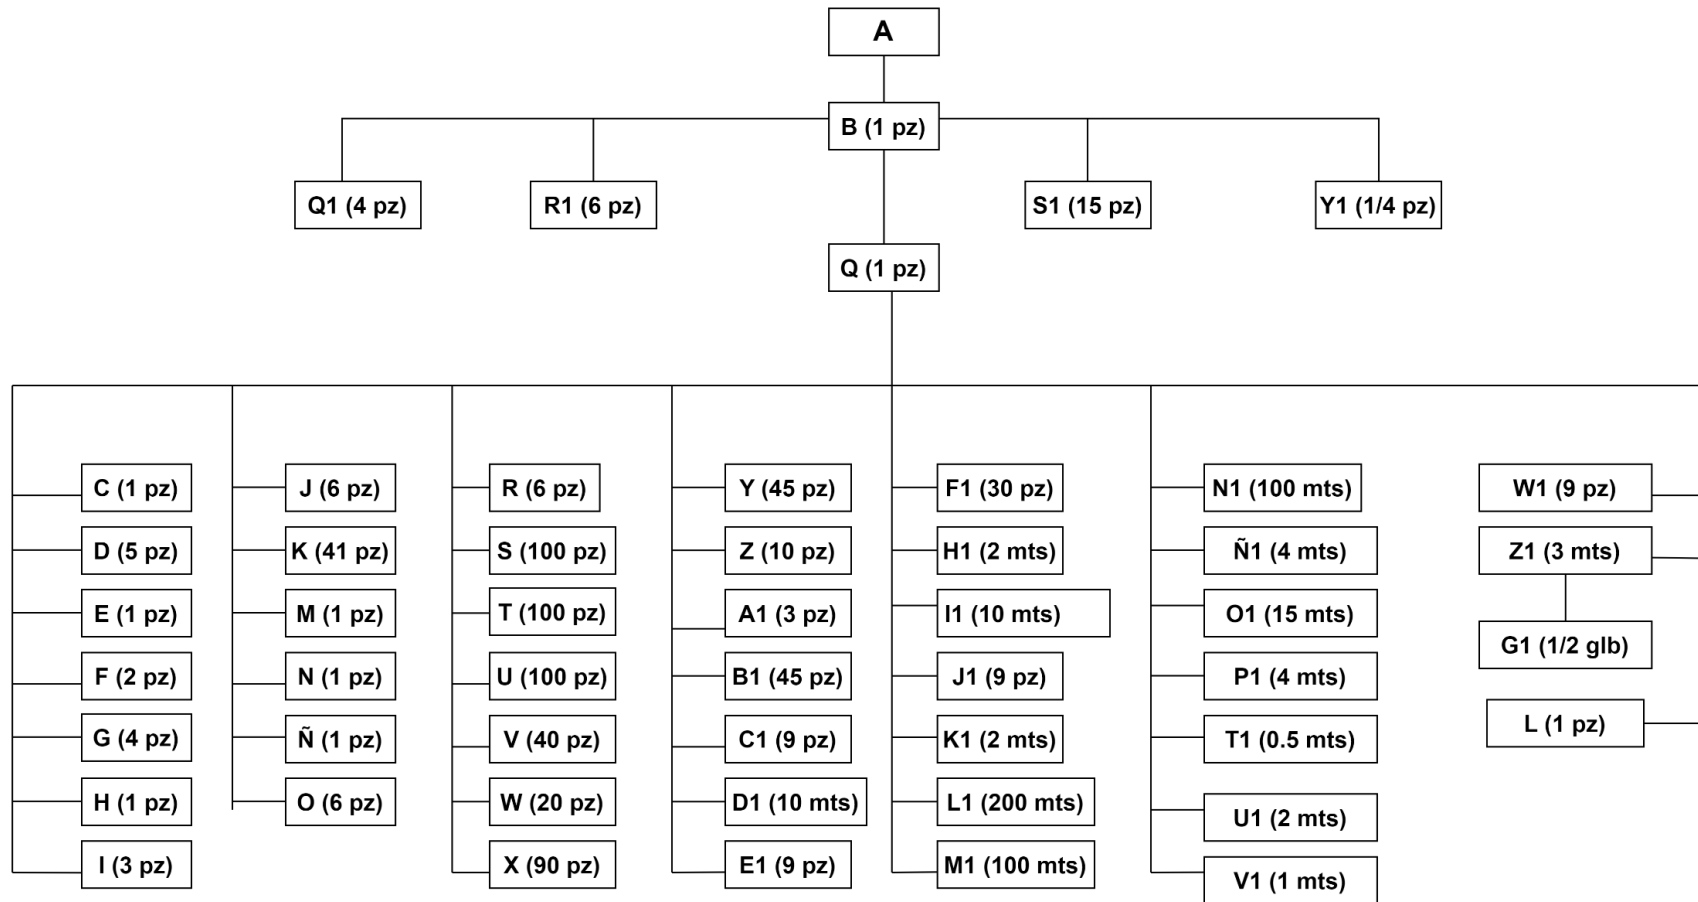 A
B (1 pz)
Q1 (4 pz)
R1 (6 pz)
S1 (15 pz)
Y1 (1/4 pz)
Q (1 pz)
C (1 pz)
D (5 pz)
E (1 pz)
F (2 pz)
G (4 pz)
H (1 pz)
I (3 pz)
J (6 pz)
K (41 pz)
M (1 pz)
N (1 pz)
Ñ (1 pz)
O (6 pz)
R (6 pz)
S (100 pz)
T (100 pz)
U (100 pz)
V (40 pz)
W (20 pz)
X (90 pz)
Y (45 pz)
Z (10 pz)
A1 (3 pz)
B1 (45 pz)
C1 (9 pz)
D1 (10 mts)
E1 (9 pz)
F1 (30 pz)
H1 (2 mts)
I1 (10 mts)
J1 (9 pz)
K1 (2 mts)
L1 (200 mts)
M1 (100 mts)
N1 (100 mts)
Ñ1 (4 mts)
O1 (15 mts)
P1 (4 mts)
T1 (0.5 mts)
U1 (2 mts)
V1 (1 mts)
W1 (9 pz)
Z1 (3 mts)
G1 (1/2 glb)
L (1 pz)